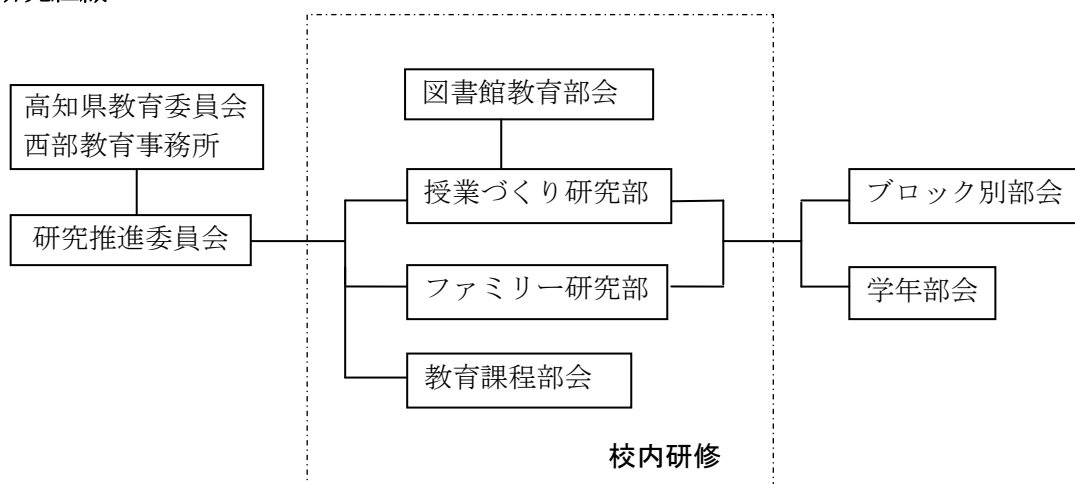 高知県教育委員会
西部教育事務所
研究推進委員会
図書館教育部会
授業づくり研究部
ファミリー研究部
教育課程部会
校内研修
ブロック別部会
学年部会